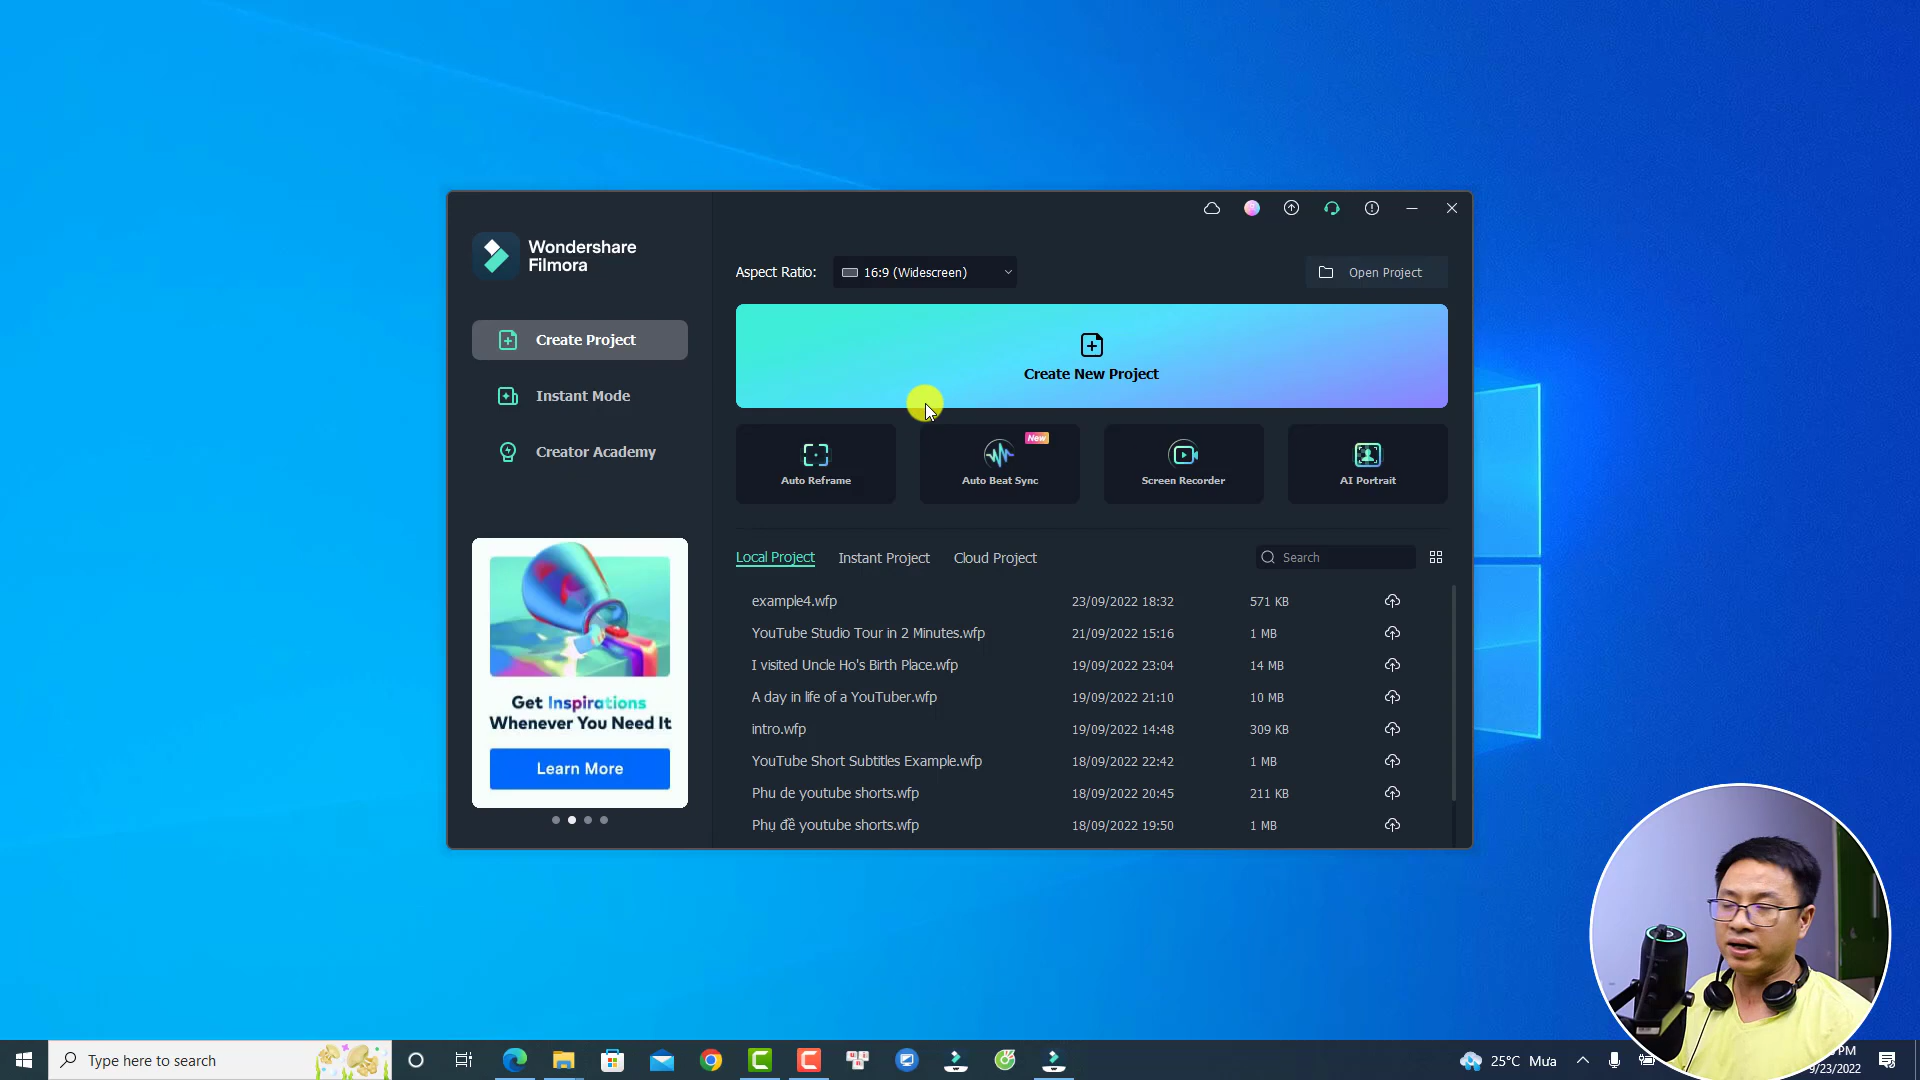 Wondershare
Filmora
Create Project
Instant Mode
Creator Academy
Get Inspirations
Whenever You Need It
Learn More
Aspect Ratio: 16:9 (Widescreen) Open Project
Create New Project
New
Auto Reframe Auto Beat Sync Screen Recorder AI Portrait
Local Project Instant Project Cloud Project Search
example4.wfp 23/09/2022 18:32 571 KB
YouTube Studio Tour in 2 Minutes.wfp 21/09/2022 15:16 1 MB
I visited Uncle Ho's Birth Place.wfp 19/09/2022 23:04 14 MB
A day in life of a YouTuber.wfp 19/09/2022 21:10 10 MB
intro.wfp 19/09/2022 14:48 309 KB
YouTube Short Subtitles Example.wfp 18/09/2022 22:42 1 MB
Phu de youtube shorts.wfp 18/09/2022 20:45 211 KB
Phụ đề youtube shorts.wfp 18/09/2022 19:50 1 MB
Type here to search
25°C Mưa
PM
9/23/2022